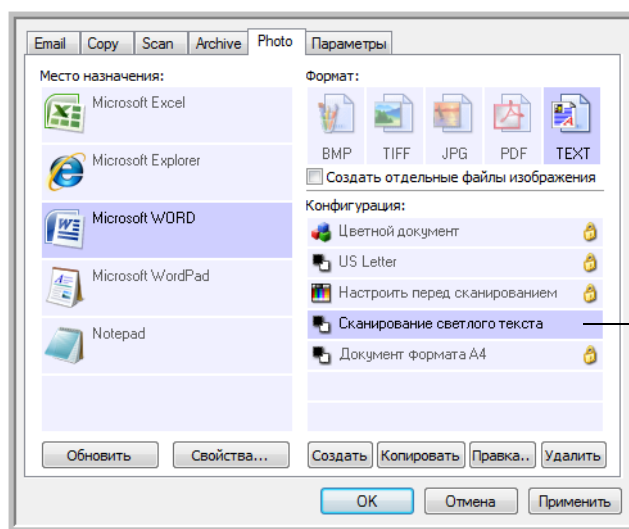 Email Copy Scan Archive Photo Параметры
Место назначения:
Microsoft Excel
Microsoft Explorer
Microsoft WORD
Microsoft WordPad
Notepad
Обновить Свойства...
Формат:
BMP TIFF JPG PDF TEXT
Создать отдельные файлы изображения
Конфигурация:
Цветной документ
US Letter
Настроить перед сканированием
Сканирование светлого текста
Документ формата A4
Создать Копировать Правка.. Удалить
OK Отмена Применить